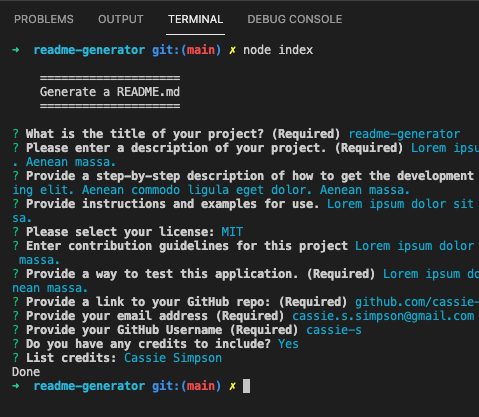 PROBLEMS OUTPUT TERMINAL DEBUG CONSOLE
➜ readme-generator git:(main) ✗ node index
====================
Generate a README.md
====================
? What is the title of your project? (Required) readme-generator
? Please enter a description of your project. (Required) Lorem ipsu
. Aenean massa.
? Provide a step-by-step description of how to get the development
ing elit. Aenean commodo ligula eget dolor. Aenean massa.
? Provide instructions and examples for use. Lorem ipsum dolor sit
sa.
? Please select your license: MIT
? Enter contribution guidelines for this project Lorem ipsum dolor
massa.
? Provide a way to test this application. (Required) Lorem ipsum do
nean massa.
? Provide a link to your GitHub repo: (Required) github.com/cassie-
? Provide your email address (Required) cassie.s.simpson@gmail.com
? Provide your GitHub Username (Required) cassie-s
? Do you have any credits to include? Yes
? List credits: Cassie Simpson
Done
➜ readme-generator git:(main) ✗